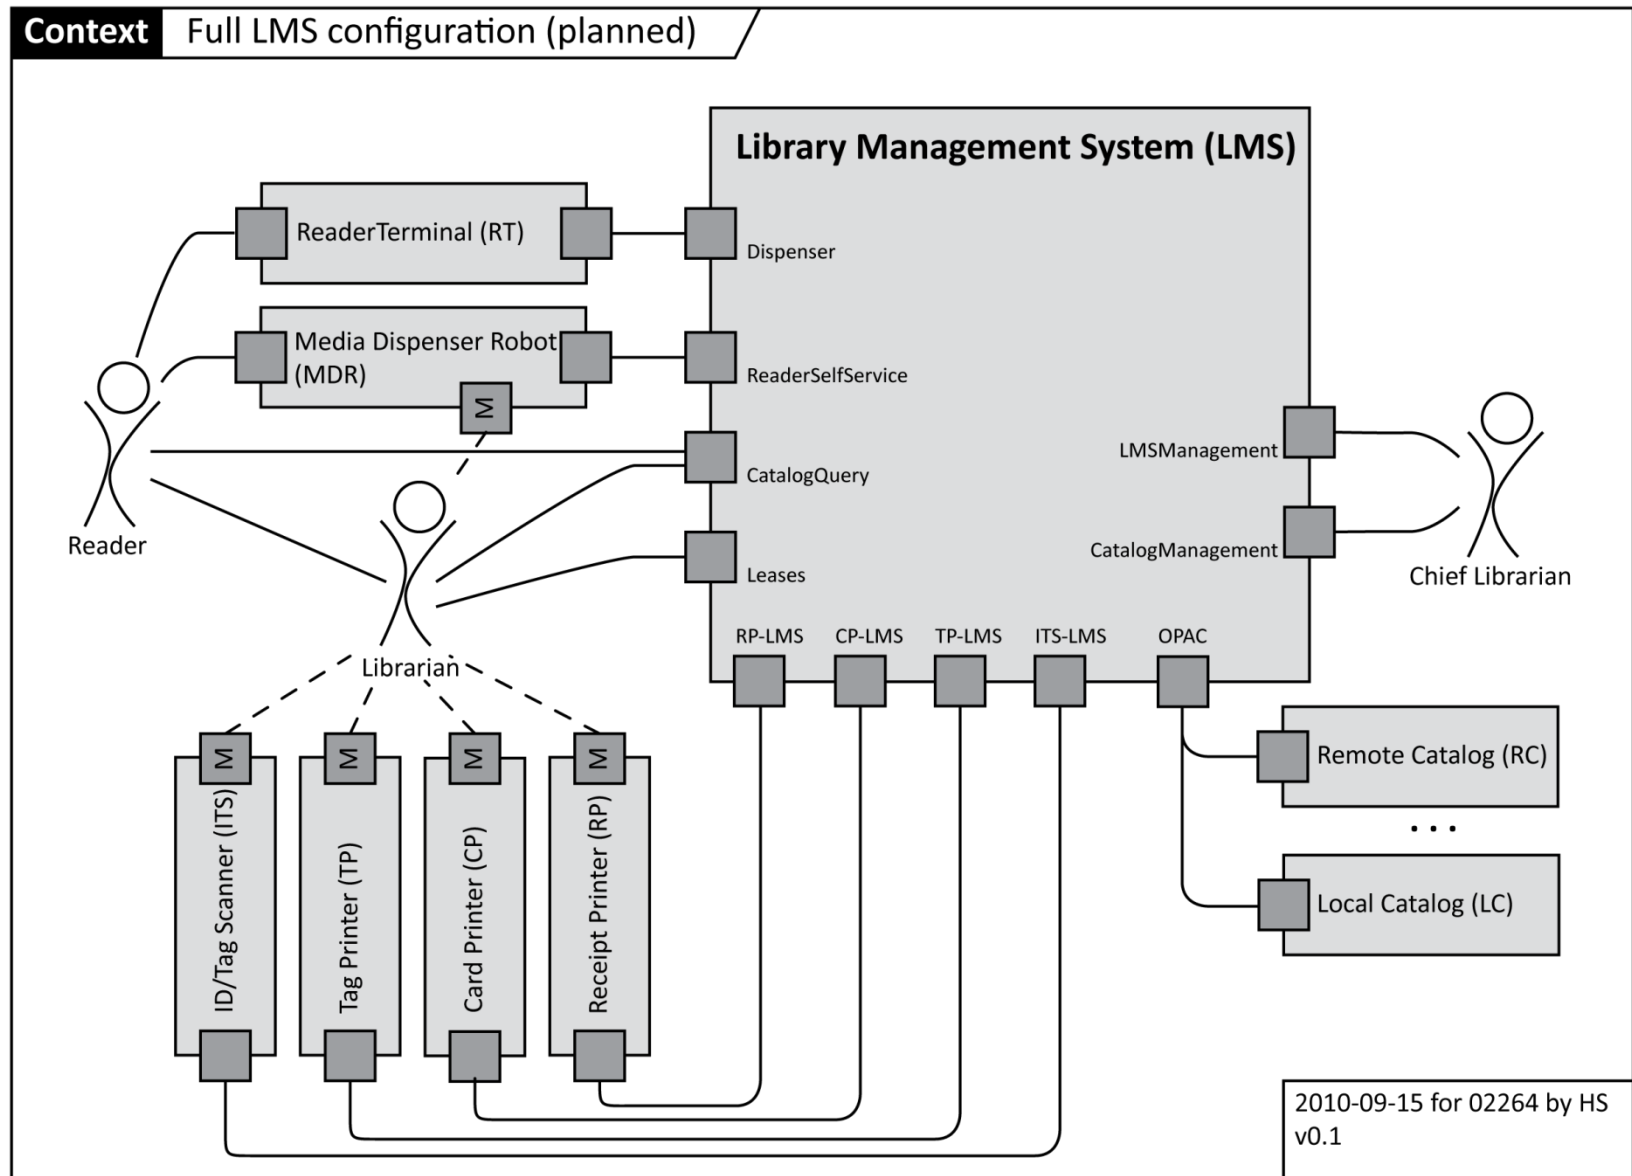 Context Full LMS configuration (planned)
Library Management System (LMS)
ReaderTerminal (RT)
Dispenser
Media Dispenser Robot
(MDR)
M
ReaderSelfService
LMSManagement
CatalogQuery
CatalogManagement
Leases
Reader
Chief Librarian
Librarian
RP-LMS CP-LMS TP-LMS ITS-LMS OPAC
M M M M
ID/Tag Scanner (ITS)
Tag Printer (TP)
Card Printer (CP)
Receipt Printer (RP)
Remote Catalog (RC)
...
Local Catalog (LC)
2010-09-15 for 02264 by HS
v0.1